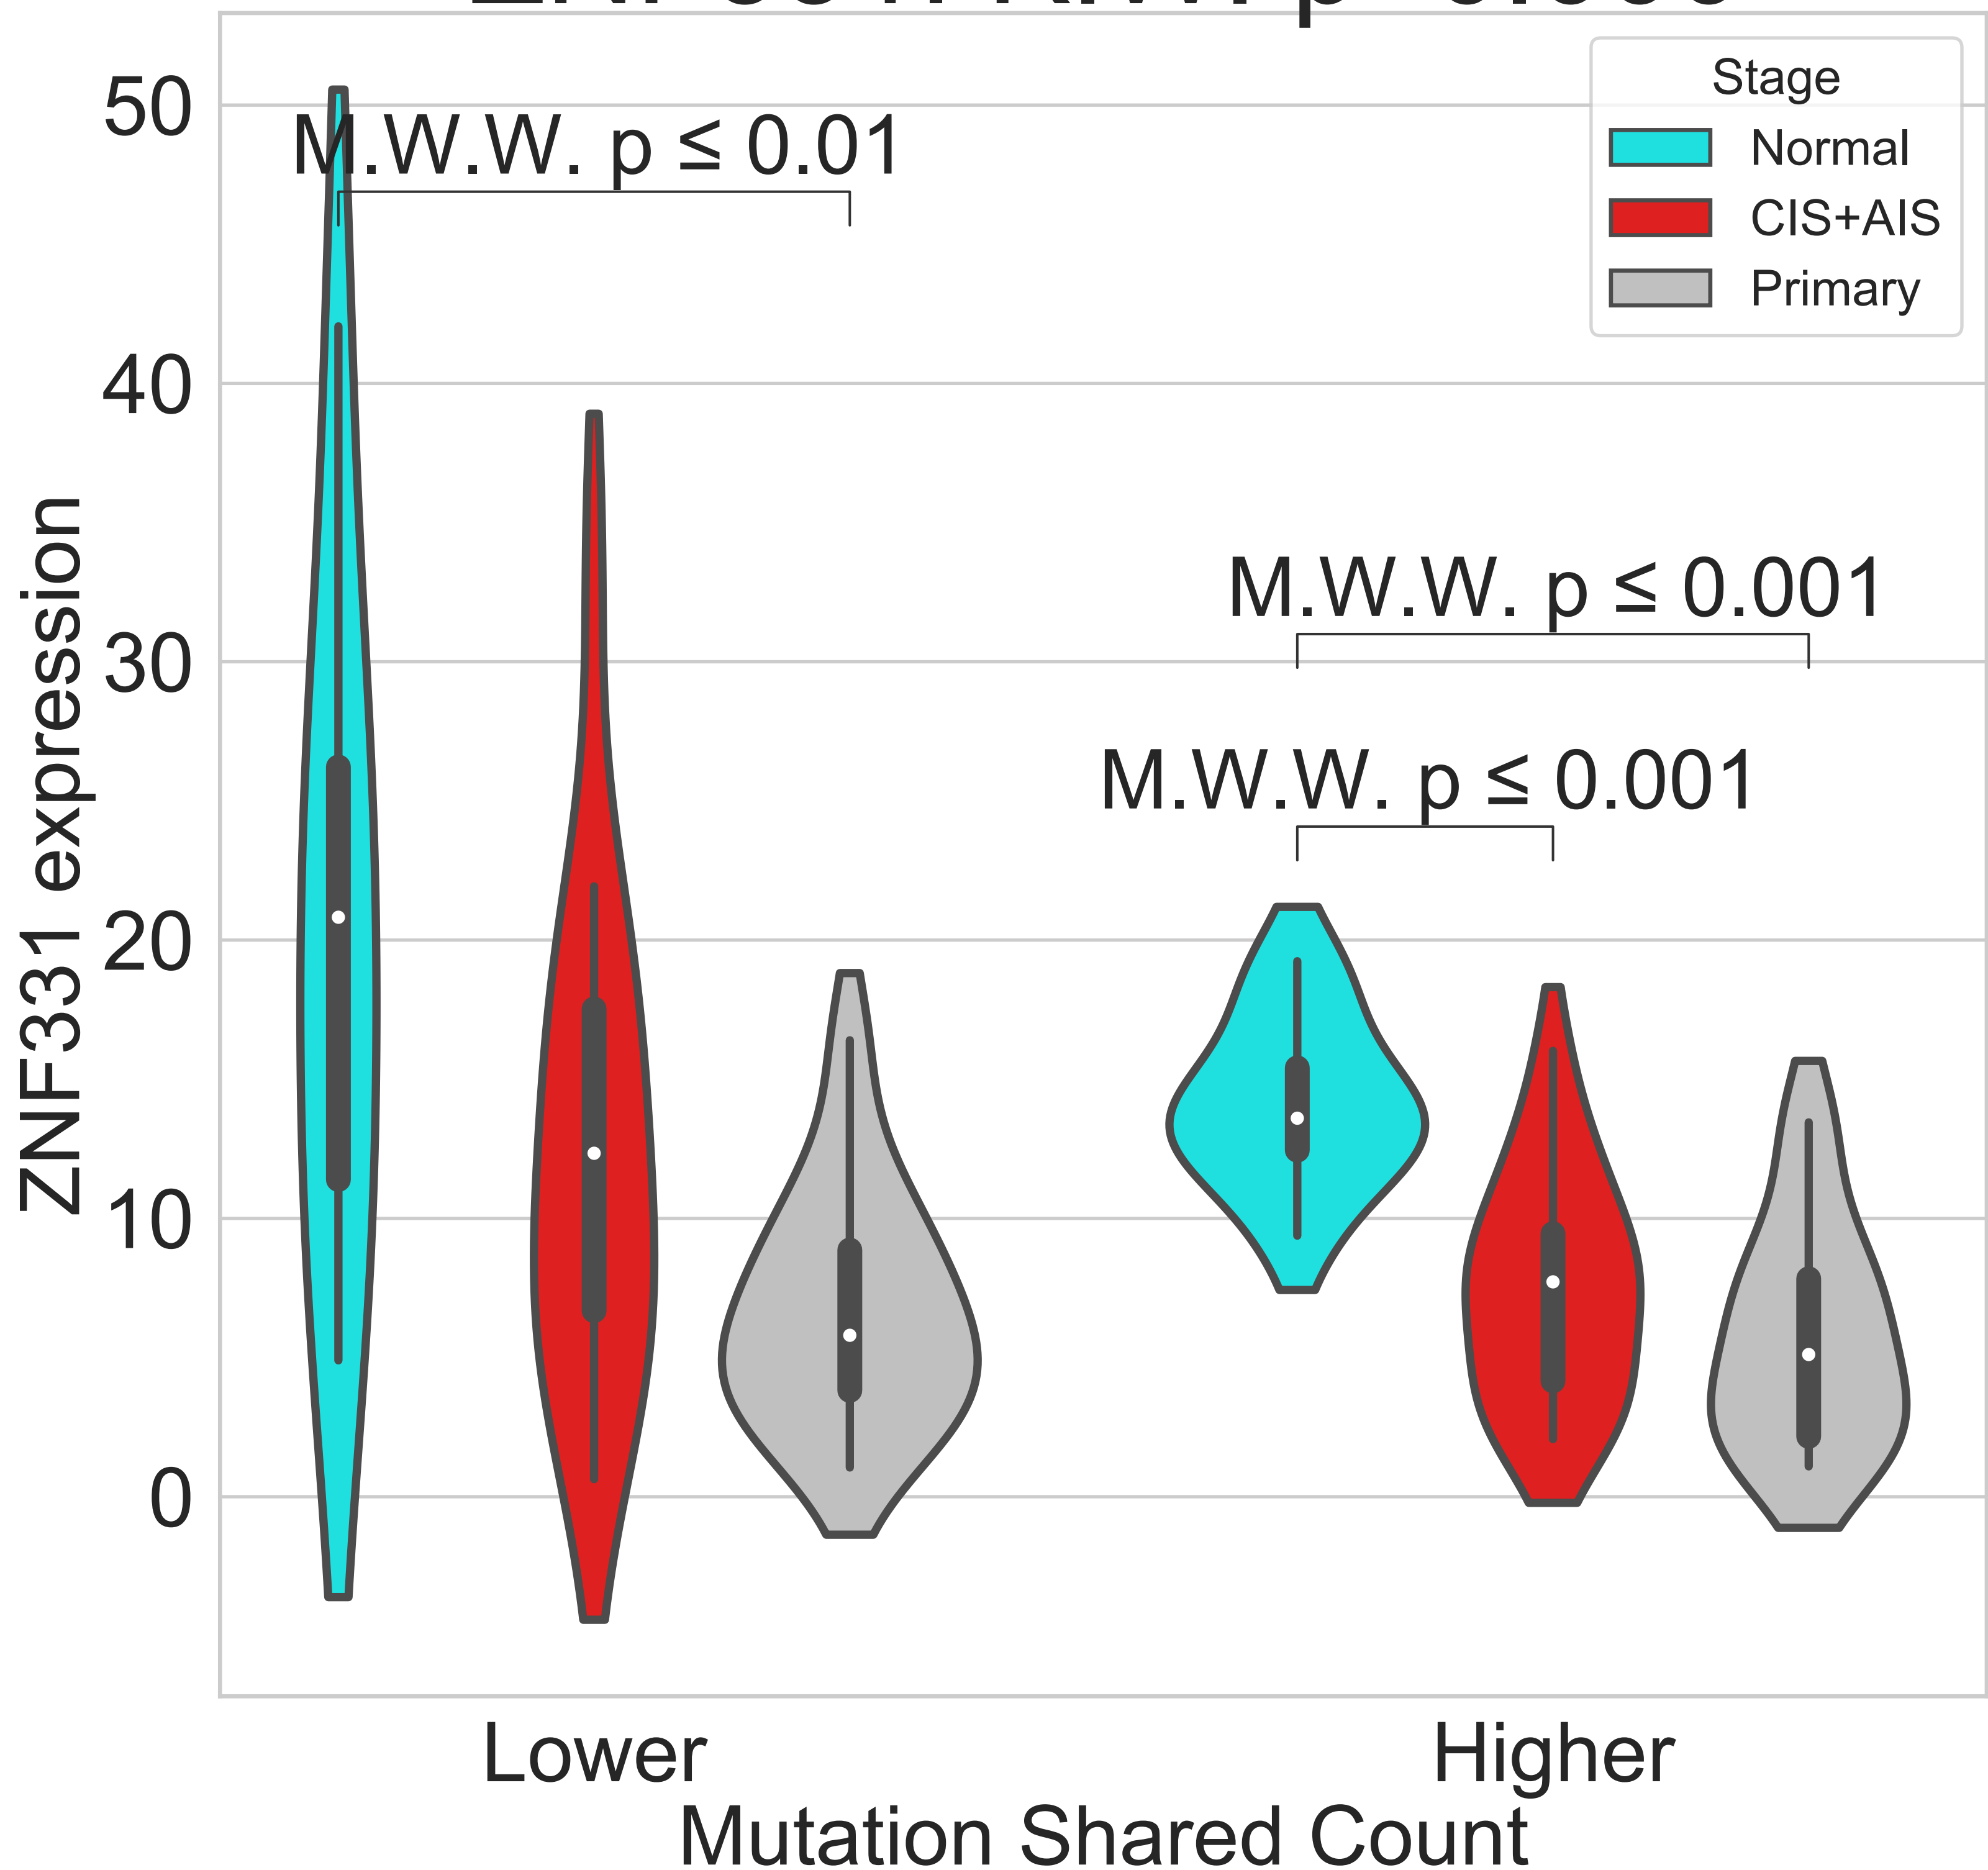 Stage
Normal
CIS+AIS
Primary
50
40
30
20
10
0
ZNF331 expression
M.W.W. p ≤ 0.01
M.W.W. p ≤ 0.001
M.W.W. p ≤ 0.001
Lower
Higher
Mutation Shared Count